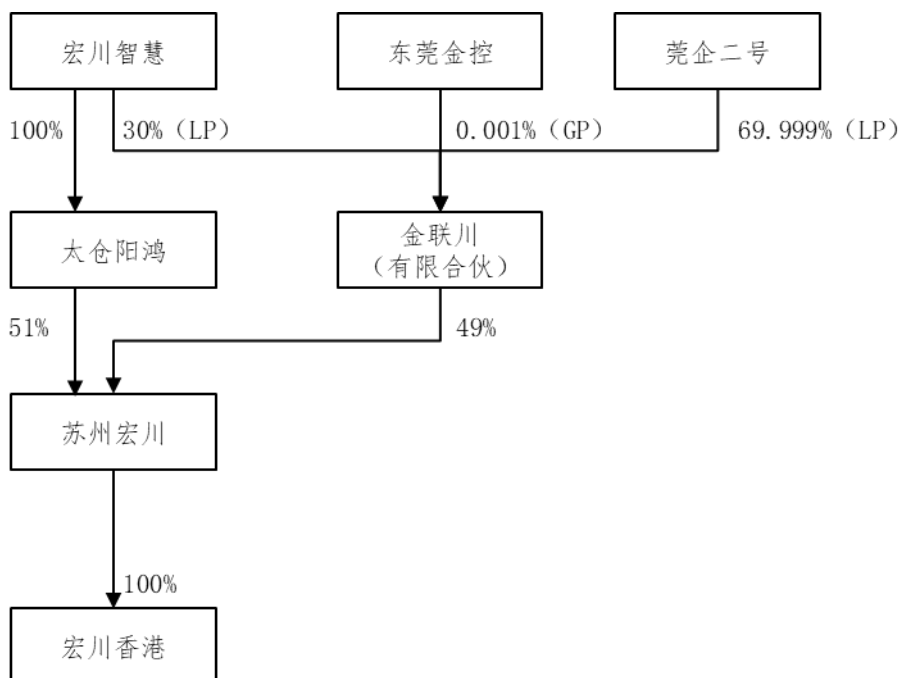 宏川智慧
东莞金控
莞企二号
100%
30%（LP）
0.001%（GP）
69.999%（LP）
太仓阳鸿
金联川
（有限合伙）
51%
49%
苏州宏川
100%
宏川香港